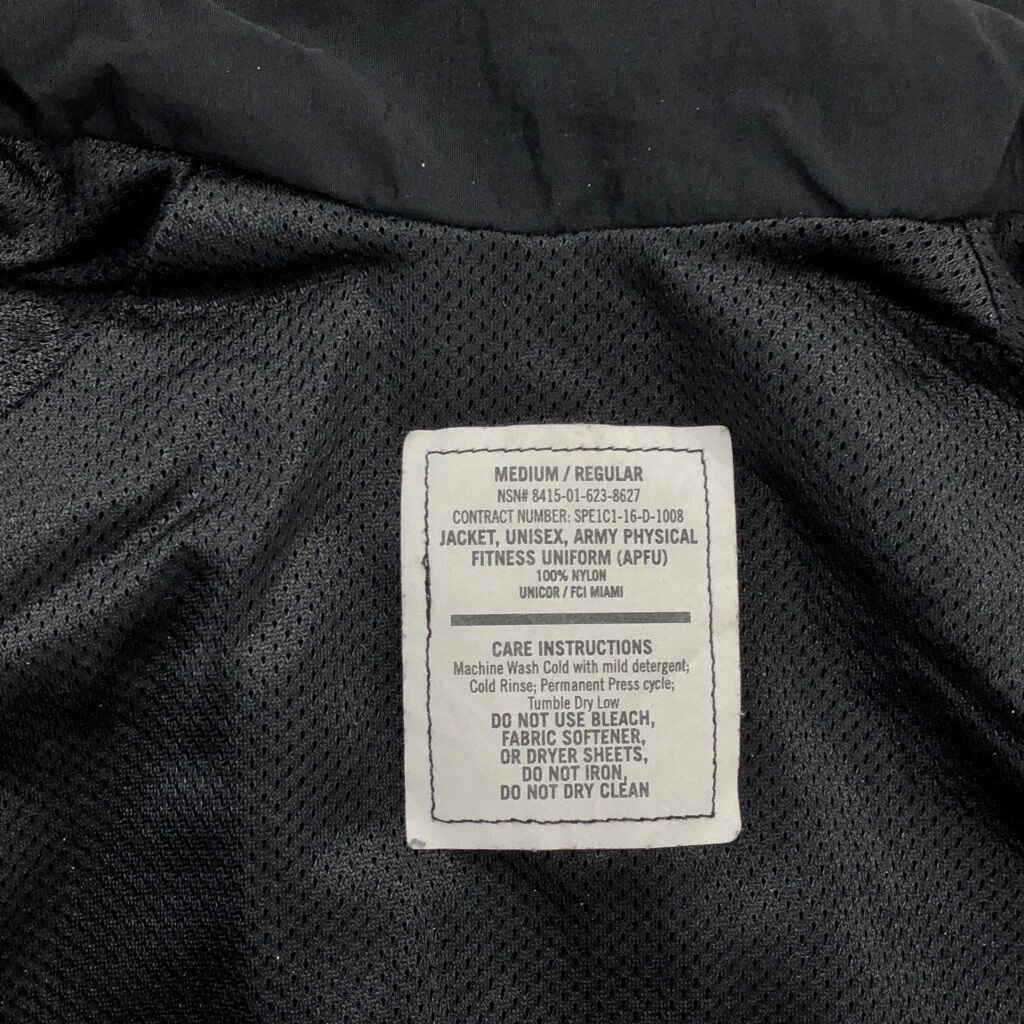 MEDIUM / REGULAR
NSN# 8415-01-623-8627
CONTRACT NUMBER: SPE1C1-16-D-1008
JACKET, UNISEX, ARMY PHYSICAL
FITNESS UNIFORM (APFU)
100% NYLON
UNICOR / FCI MIAMI
CARE INSTRUCTIONS
Machine Wash Cold with mild detergent;
Cold Rinse; Permanent Press cycle;
Tumble Dry Low
DO NOT USE BLEACH,
FABRIC SOFTENER,
OR DRYER SHEETS,
DO NOT IRON,
DO NOT DRY CLEAN